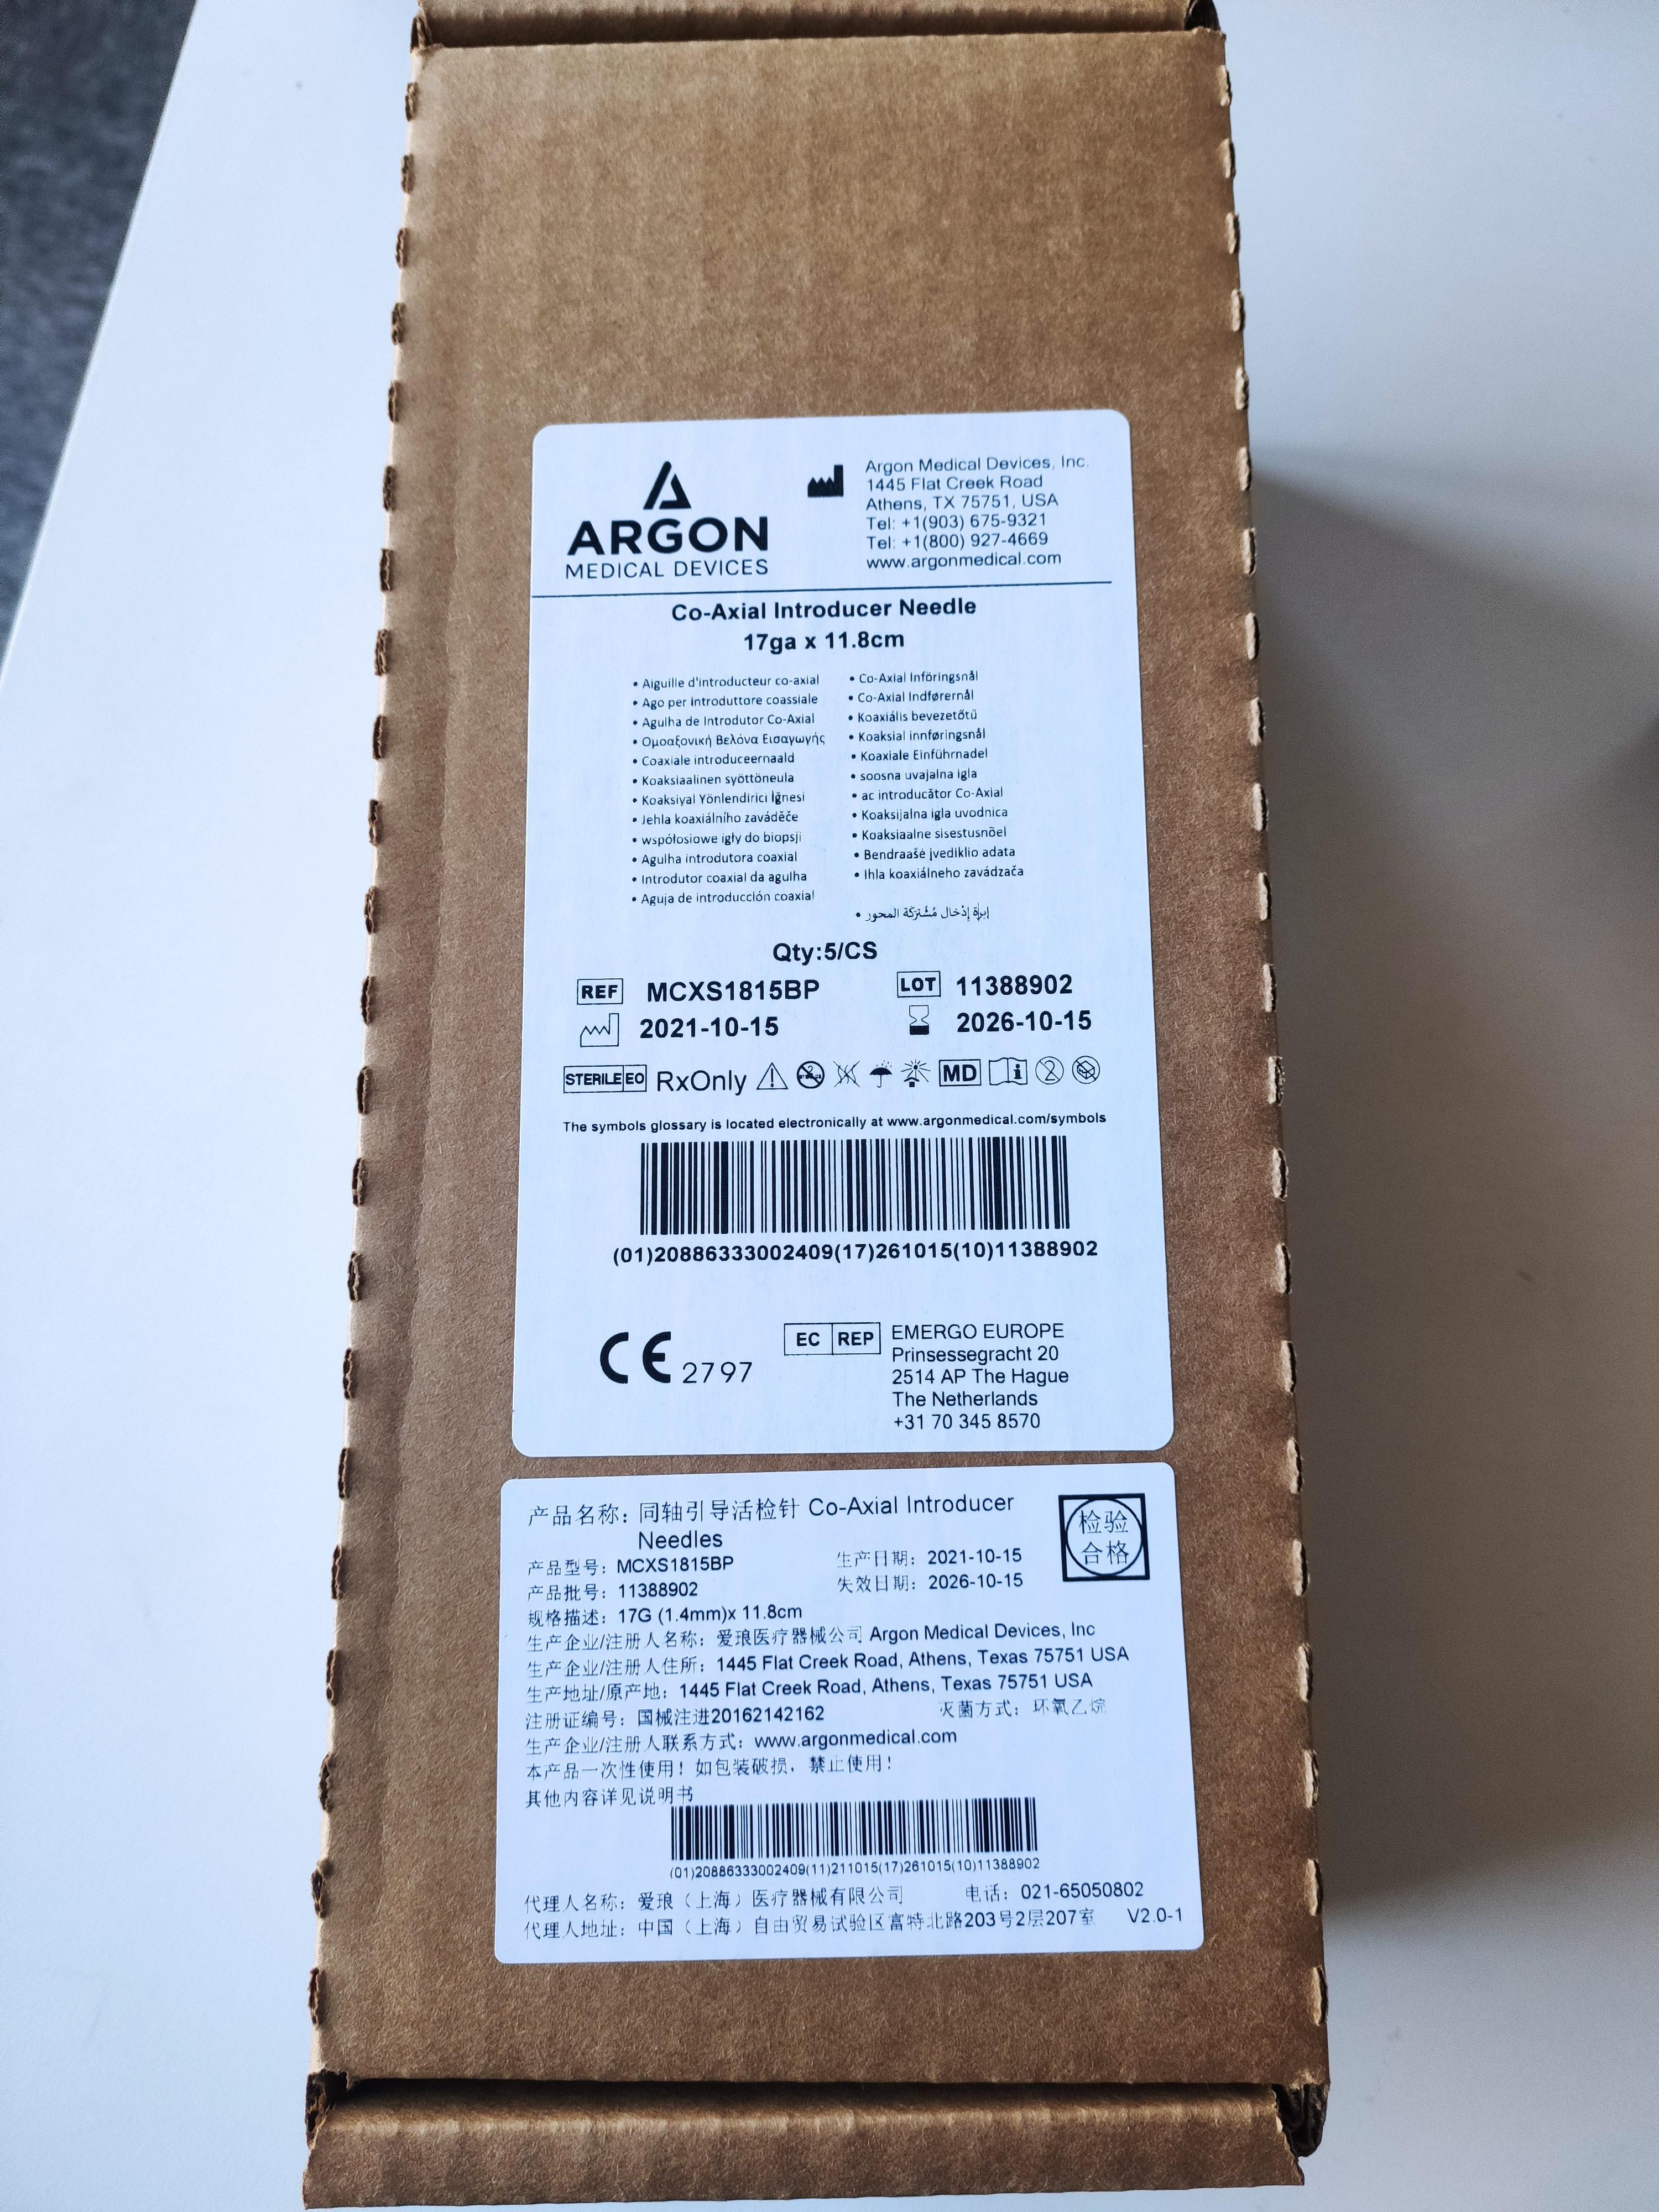 ARGON
MEDICAL DEVICES
Argon Medical Devices, Inc.
1445 Flat Creek Road
Athens, TX 75751, USA
Tel: +1(903) 675-9321
Tel: +1(800) 927-4669
www.argonmedical.com
Co-Axial Introducer Needle
17ga x 11.8cm
• Aiguille d'introducteur co-axial
• Ago per introduttore coassiale
• Agulha de Introdutor Co-Axial
• Ομοαξονική Βελόνα Εισαγωγής
• Coaxiale introduceernaald
• Koaksiaalinen syöttöneula
• Koaksiyal Yönlendirici İğnesi
• Jehla koaxiálního zaváděče
• współosiowe igły do biopsji
• Agulha introdutora coaxial
• Introdutor coaxial da agulha
• Aguja de introducción coaxial
• Co-Axial Införingsnål
• Co-Axial Indførernål
• Koaxiális bevezetőtű
• Koaksial innføringsnål
• Koaxiale Einführnadel
• soosna uvajalna igla
• ac introducător Co-Axial
• Koaksijalna igla uvodnica
• Koaksiaalne sisestusnõel
• Bendraašė įvediklio adata
• Ihla koaxiálneho zavádzača
• إبرة إدْخال مُشْتَركَة المحور
Qty:5/CS
REF MCXS1815BP LOT 11388902
2021-10-15 2026-10-15
STERILE EO RxOnly MD
The symbols glossary is located electronically at www.argonmedical.com/symbols
(01)20886333002409(17)261015(10)11388902
CE 2797
EC REP EMERGO EUROPE
Prinsessegracht 20
2514 AP The Hague
The Netherlands
+31 70 345 8570
产品名称：同轴引导活检针 Co-Axial Introducer
Needles
检验
合格
产品型号：MCXS1815BP 生产日期：2021-10-15
产品批号：11388902 失效日期：2026-10-15
规格描述：17G (1.4mm)x 11.8cm
生产企业/注册人名称：爱琅医疗器械公司 Argon Medical Devices, Inc
生产企业/注册人住所：1445 Flat Creek Road, Athens, Texas 75751 USA
生产地址/原产地：1445 Flat Creek Road, Athens, Texas 75751 USA
注册证编号：国械注进20162142162 灭菌方式：环氧乙烷
生产企业/注册人联系方式：www.argonmedical.com
本产品一次性使用！如包装破损，禁止使用！
其他内容详见说明书
(01)20886333002409(11)211015(17)261015(10)11388902
代理人名称：爱琅（上海）医疗器械有限公司 电话：021-65050802
代理人地址：中国（上海）自由贸易试验区富特北路203号2层207室 V2.0-1